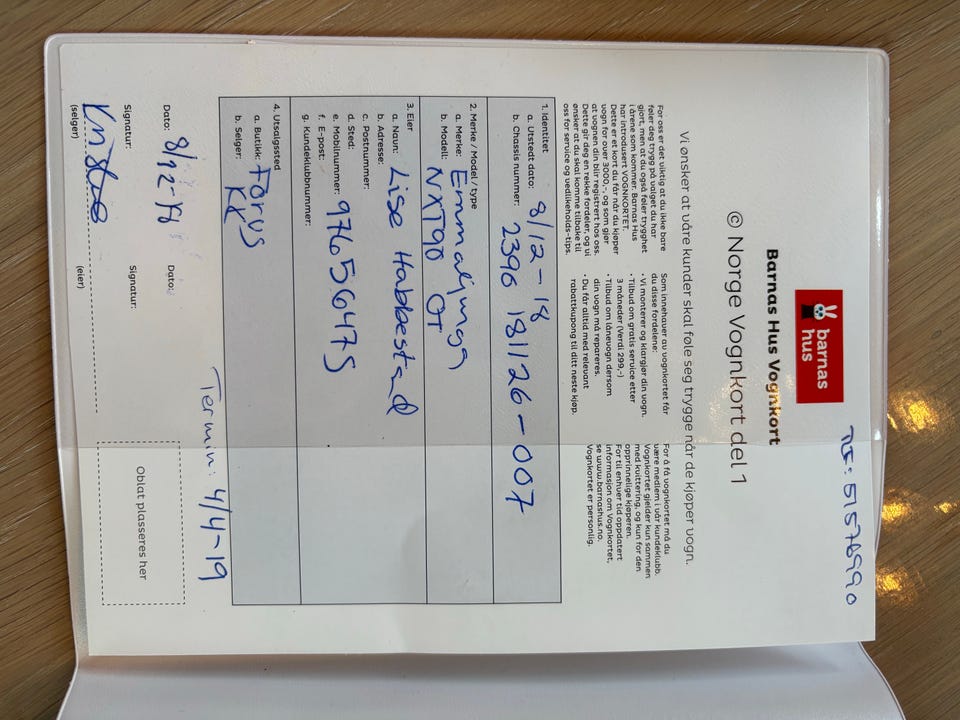 Tlf: 51576990
barnas
hus
Barnas Hus Vognkort
© Norge Vognkort del 1
Vi ønsker at våre kunder skal føle seg trygge når de kjøper vogn.
For oss er det viktig at du ikke bare
føler deg trygg på valget du har
gjort, men at du også føler trygghet
i årene som kommer. Barnas Hus
har introdusert VOGNKORTET.
Dette er et kort du får når du kjøper
vogn for over 3000,-, og som gjør
at vognen din blir registrert hos oss.
Dette gir deg en rekke fordeler, og vi
ønsker at du skal komme tilbake til
oss for service og vedlikeholds-tips.
Som innehaver av vognkortet får
du disse fordelene:
• Vi monterer og klargjør din vogn.
• Tilbud om gratis service etter
3 måneder (Verdi 299,-)
• Tilbud om lånevogn dersom
din vogn må repareres.
• Du får alltid med relevant
rabattkupong til ditt neste kjøp.
For å få vognkortet må du
være medlem i vår kundeklubb.
Vognkortet gjelder kun sammen
med kvittering, og kun for den
opprinnelige kjøperen.
For til enhver tid oppdatert
informasjon om Vognkortet,
se www.barnashus.no.
Vognkortet er personlig.
1. Identitet
a. Utstedt dato: 8/12-18
b. Chassis nummer: 2390 181126-007
2. Merke / Model / type
a. Merke: Emmaljunga
b. Modell: NXT90 GT
3. Eier
a. Navn: Lise Habbestad
b. Adresse:
c. Postnummer:
d. Sted:
e. Mobilnummer: 97656475
f. E-post:
g. Kundeklubbnummer:
4. Utsalgssted
a. Butikk: Forus
b. Selger: KK
Termin: 4/4-19
Dato: 8/12-18
Dato:
Signatur:
Signatur:
(selger)
(eier)
Oblat plasseres her